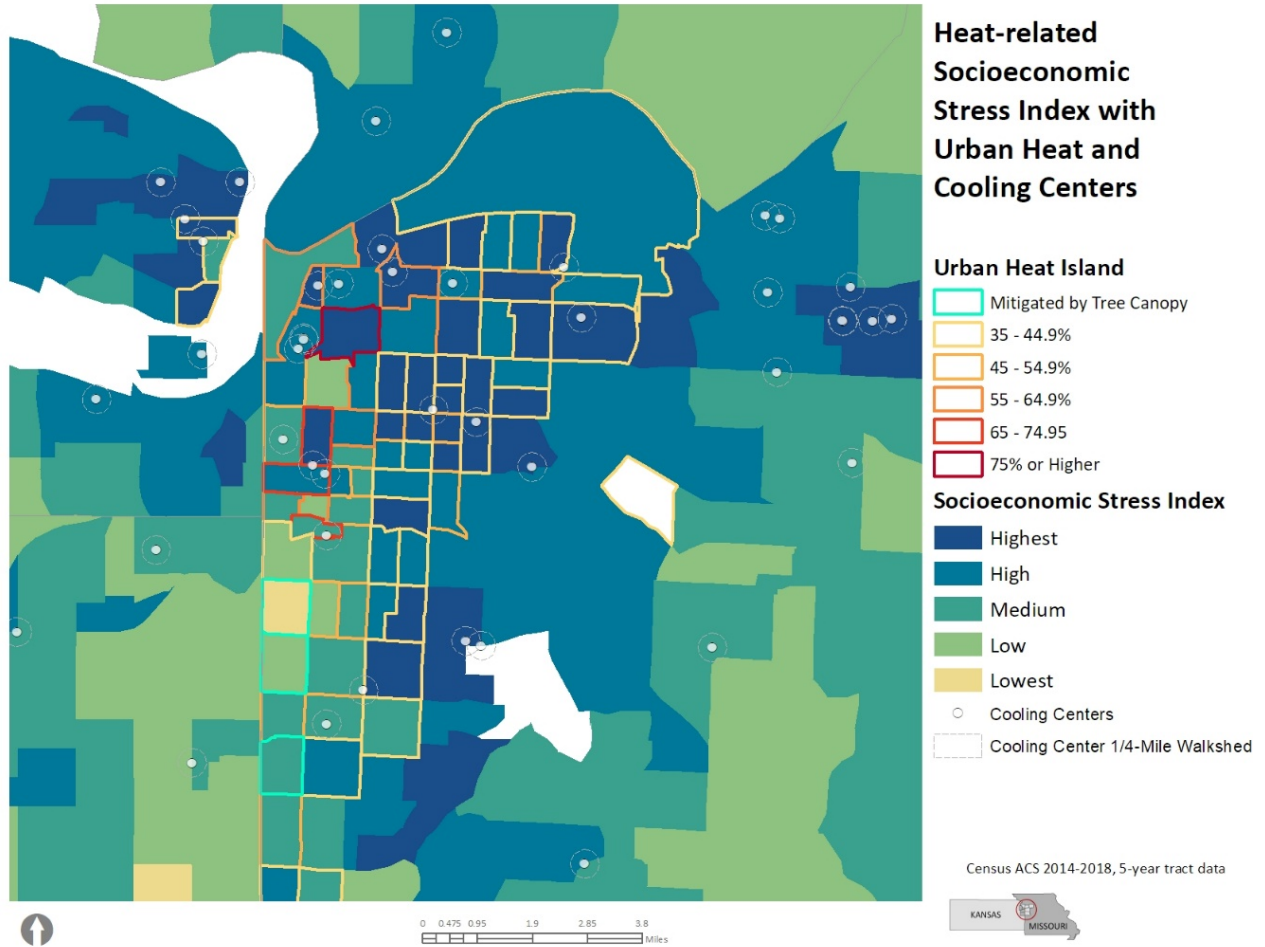 Heat-related
Socioeconomic
Stress Index with
Urban Heat and
Cooling Centers
Urban Heat Island
Mitigated by Tree Canopy
35 - 44.9%
45 - 54.9%
55 - 64.9%
65 - 74.95
75% or Higher
Socioeconomic Stress Index
Highest
High
Medium
Low
Lowest
Cooling Centers
Cooling Center 1/4-Mile Walkshed
Census ACS 2014-2018, 5-year tract data
KANSAS
MISSOURI
0 0.475 0.95 1.9 2.85 3.8
Miles